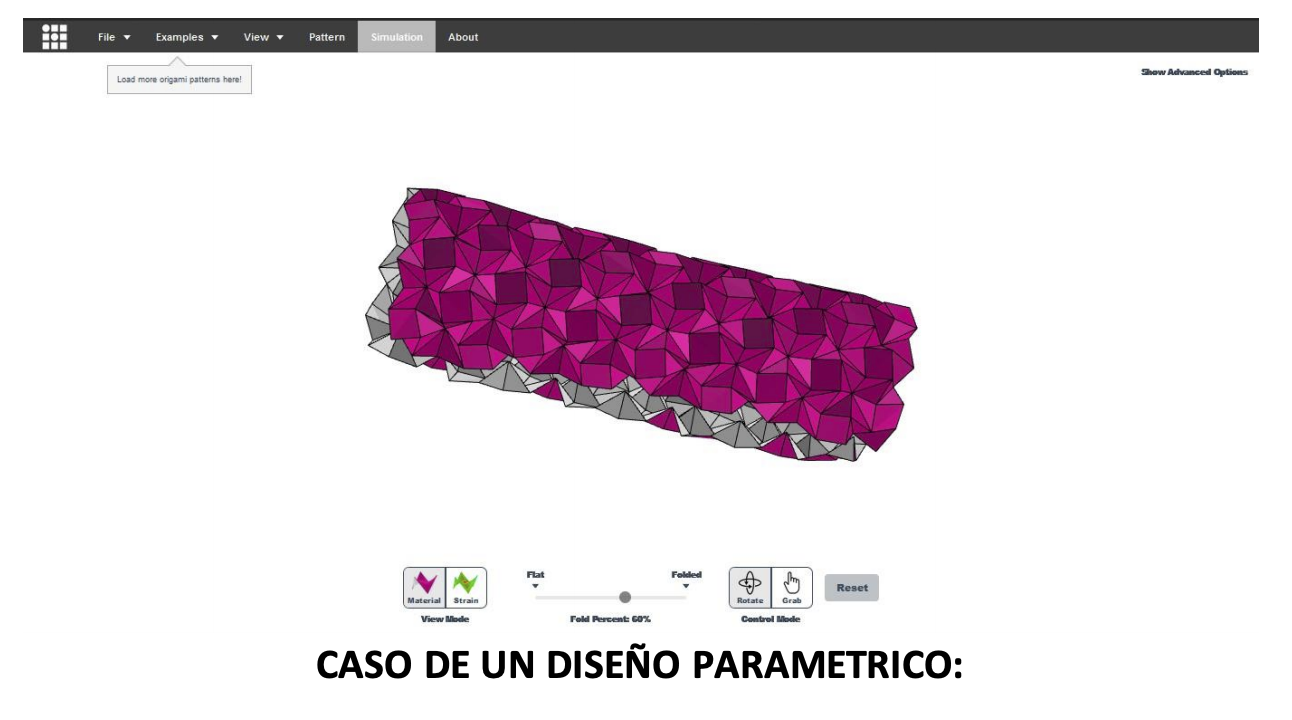 File ▼ Examples ▼ View ▼ Pattern Simulation About
Load more origami patterns here!
Show Advanced Options
Flat Folded
Material Strain Rotate Grab Reset
View Mode Fold Percent: 60% Control Mode
CASO DE UN DISEÑO PARAMETRICO: